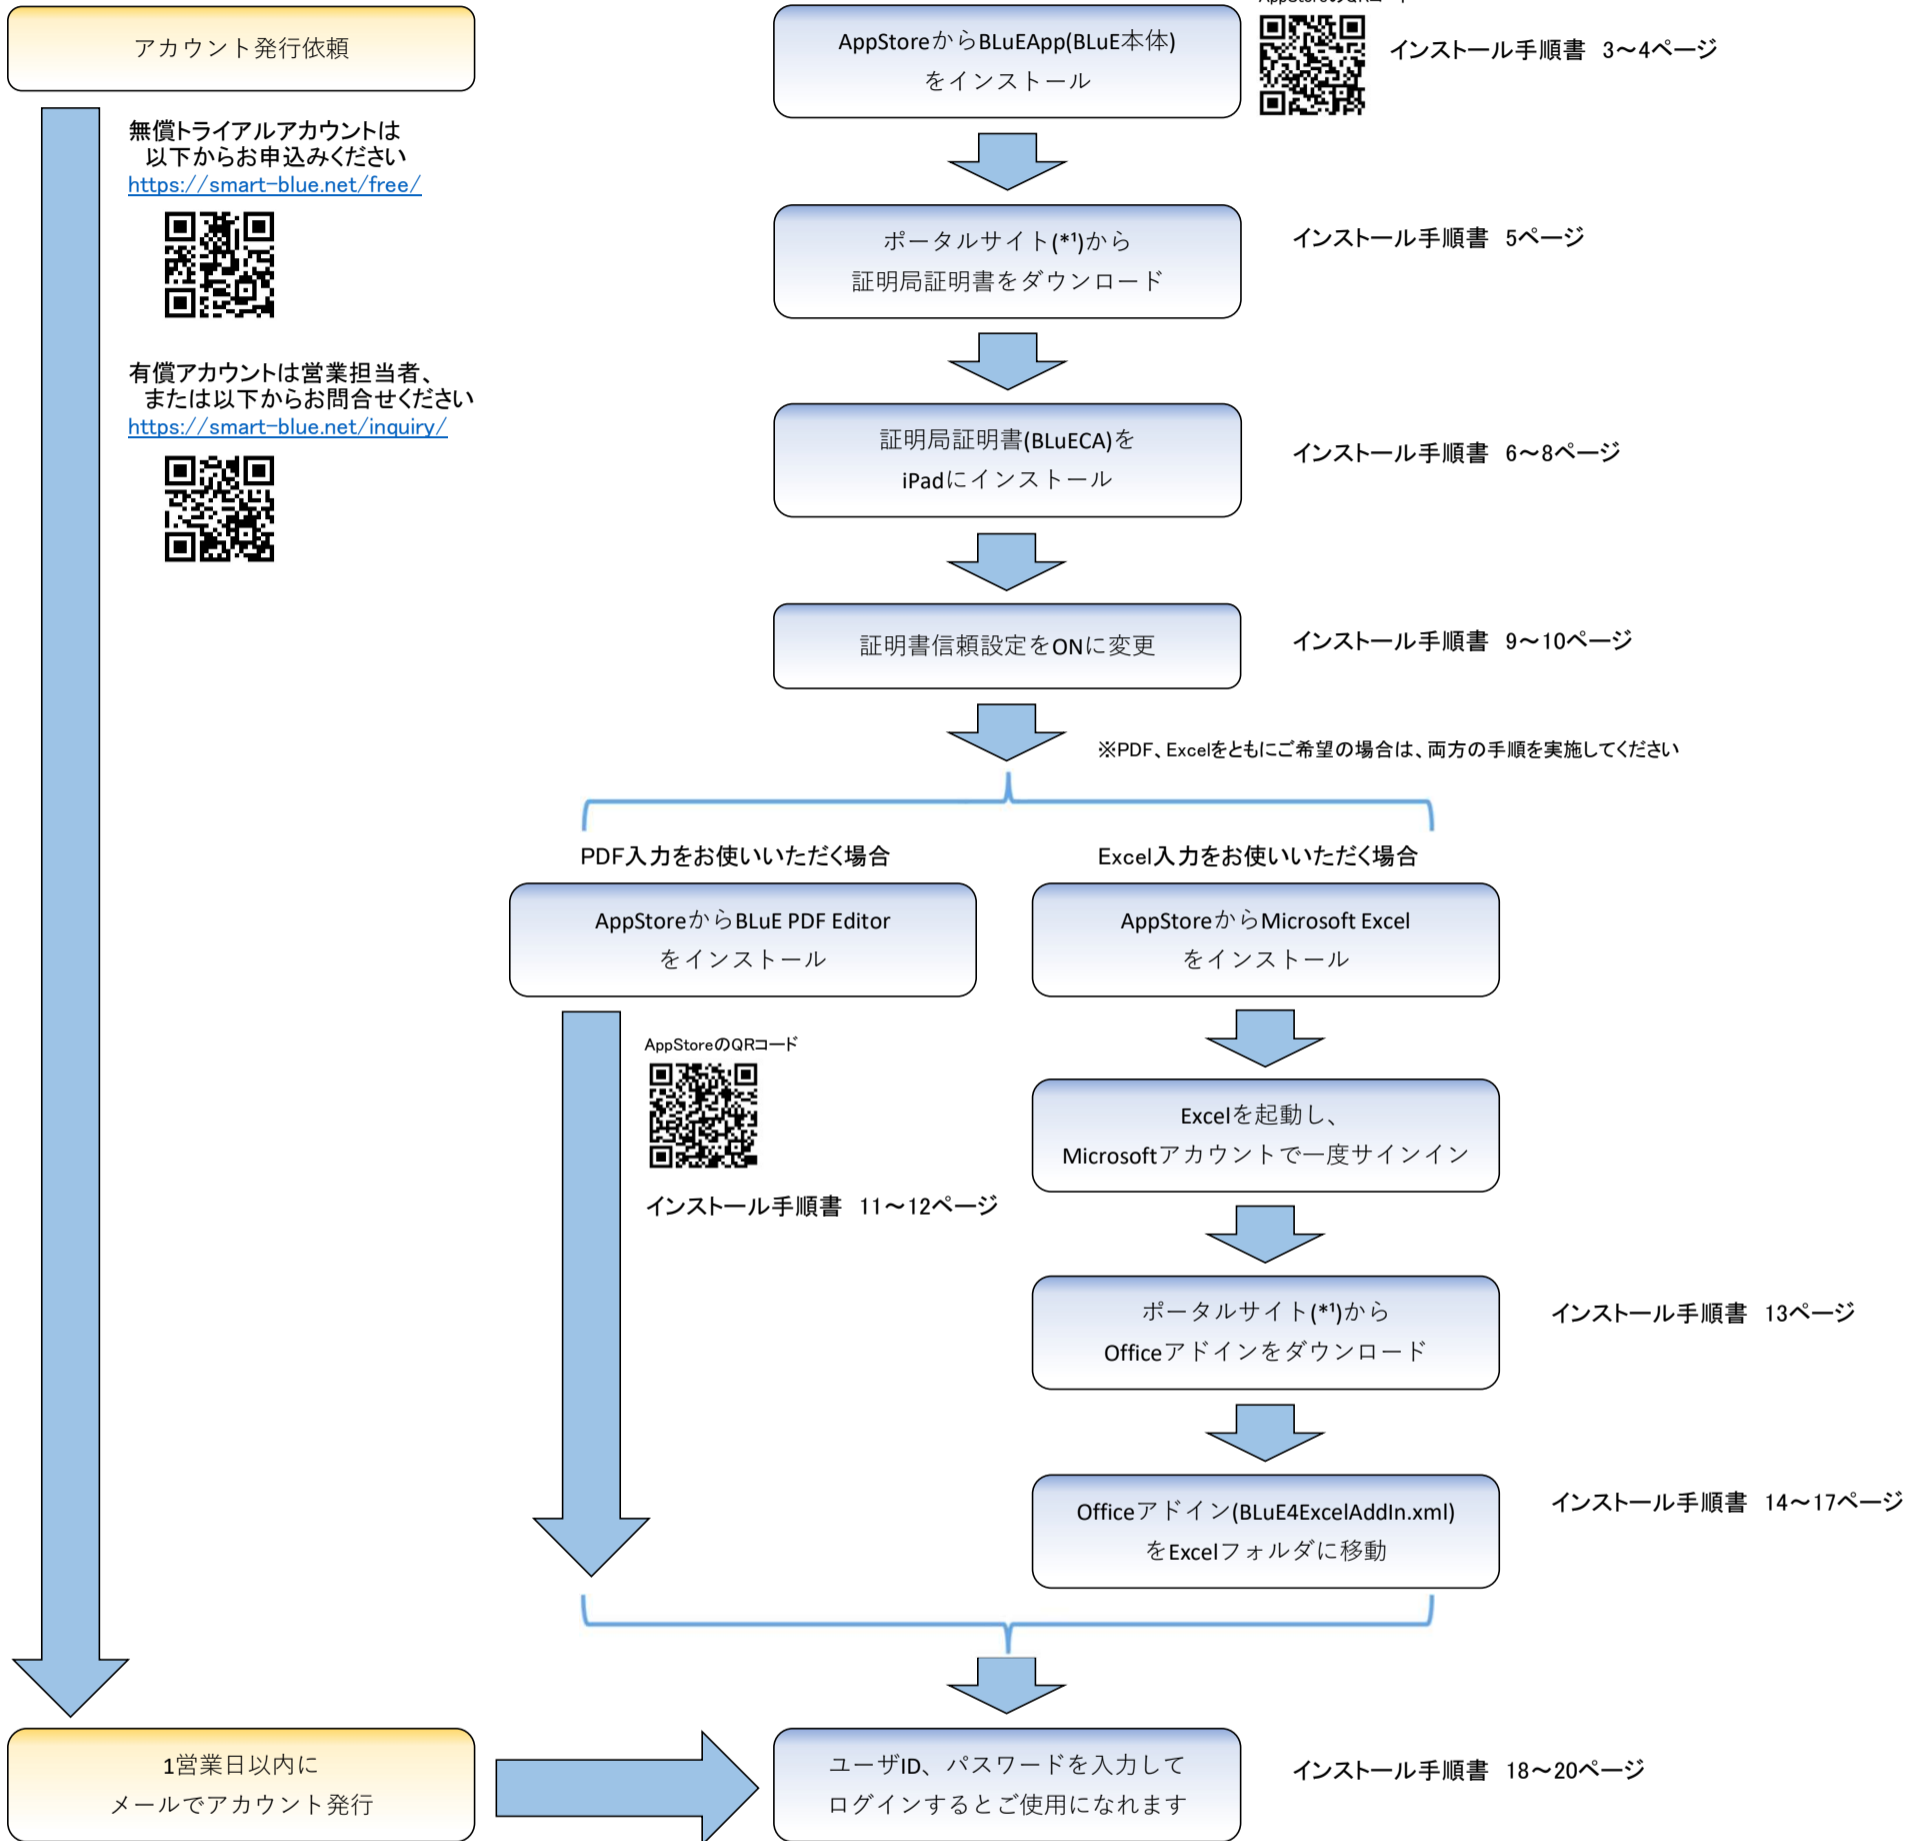 アカウント発行依頼
無償トライアルアカウントは
以下からお申込みください
https://smart-blue.net/free/
有償アカウントは営業担当者、
または以下からお問合せください
https://smart-blue.net/inquiry/
AppStoreのQRコード
AppStoreからBLuEApp(BLuE本体)
をインストール
インストール手順書 3～4ページ
ポータルサイト(*¹)から
証明局証明書をダウンロード
インストール手順書 5ページ
証明局証明書(BLuECA)を
iPadにインストール
インストール手順書 6～8ページ
証明書信頼設定をONに変更
インストール手順書 9～10ページ
※PDF、Excelをともにご希望の場合は、両方の手順を実施してください
PDF入力をお使いいただく場合
AppStoreからBLuE PDF Editor
をインストール
AppStoreのQRコード
インストール手順書 11～12ページ
Excel入力をお使いいただく場合
AppStoreからMicrosoft Excel
をインストール
Excelを起動し、
Microsoftアカウントで一度サインイン
ポータルサイト(*¹)から
Officeアドインをダウンロード
インストール手順書 13ページ
Officeアドイン(BLuE4ExcelAddIn.xml)
をExcelフォルダに移動
インストール手順書 14～17ページ
1営業日以内に
メールでアカウント発行
ユーザID、パスワードを入力して
ログインするとご使用になれます
インストール手順書 18～20ページ